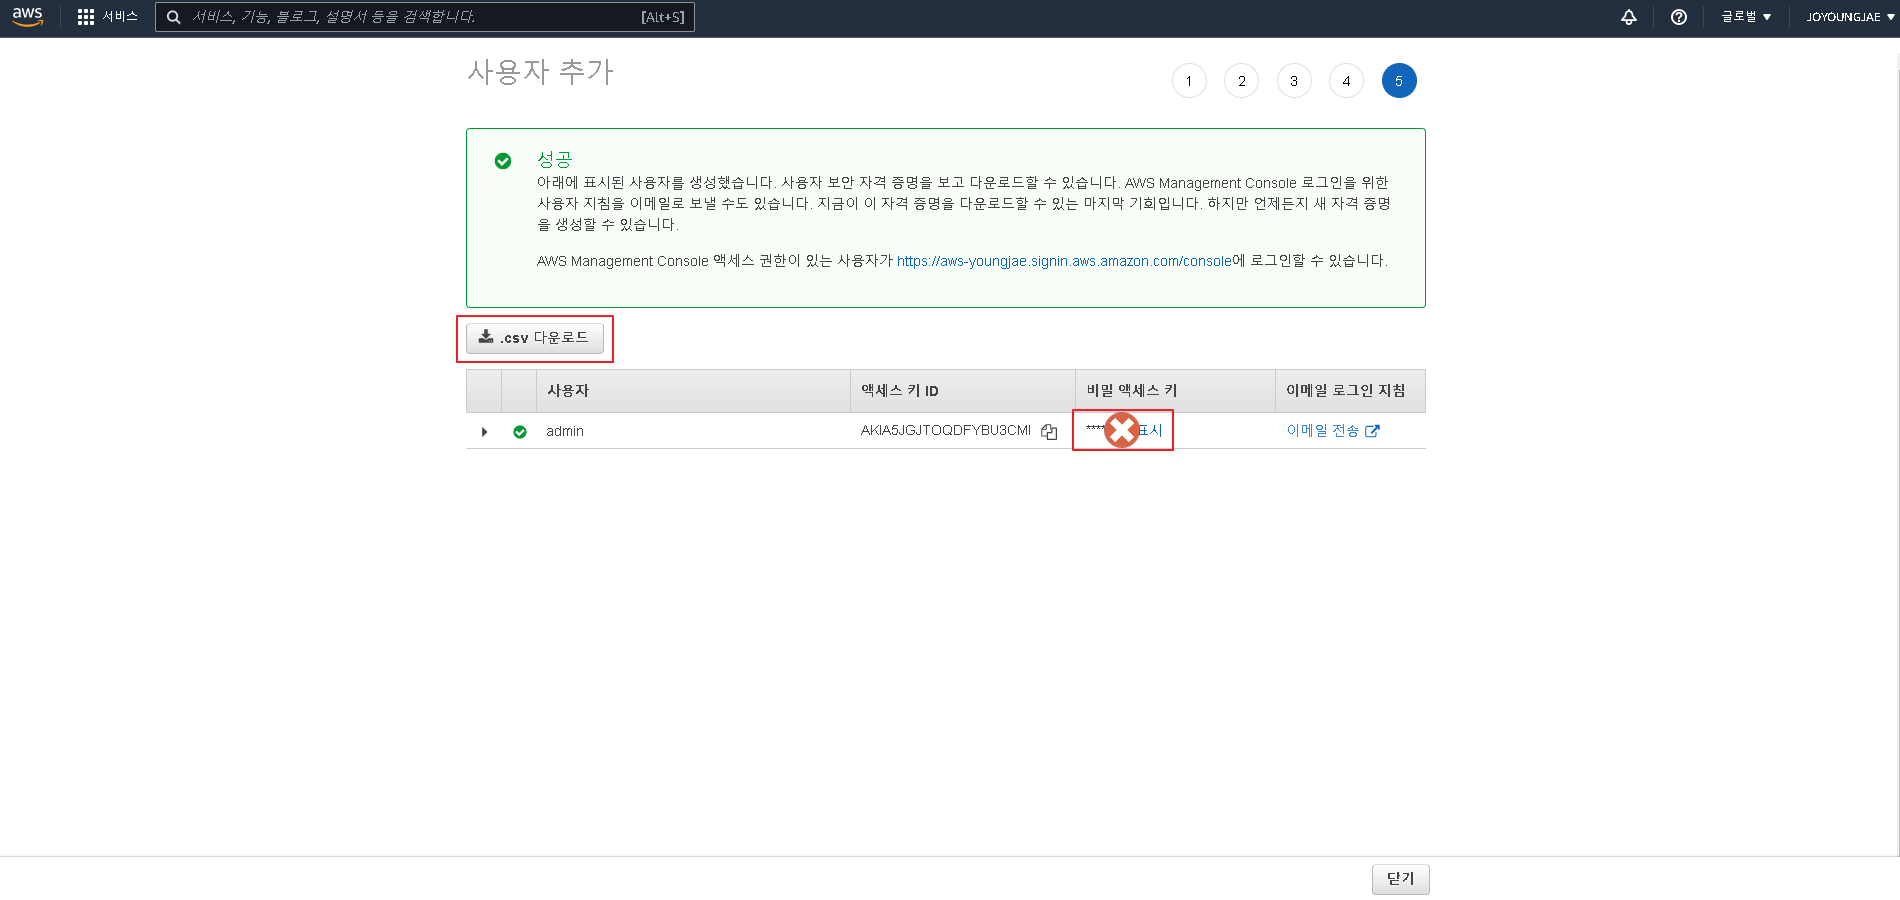 aws 서비스 서비스, 기능, 블로그, 설명서 등을 검색합니다. [Alt+S] 글로벌 JOYOUNGJAE
사용자 추가
1 2 3 4 5
성공
아래에 표시된 사용자를 생성했습니다. 사용자 보안 자격 증명을 보고 다운로드할 수 있습니다. AWS Management Console 로그인을 위한
사용자 지침을 이메일로 보낼 수도 있습니다. 지금이 이 자격 증명을 다운로드할 수 있는 마지막 기회입니다. 하지만 언제든지 새 자격 증명
을 생성할 수 있습니다.
AWS Management Console 액세스 권한이 있는 사용자가 https://aws-youngjae.signin.aws.amazon.com/console에 로그인할 수 있습니다.
.csv 다운로드
사용자 액세스 키 ID 비밀 액세스 키 이메일 로그인 지침
admin AKIA5JGJTOQDFYBU3CMI **** 표시 이메일 전송
닫기